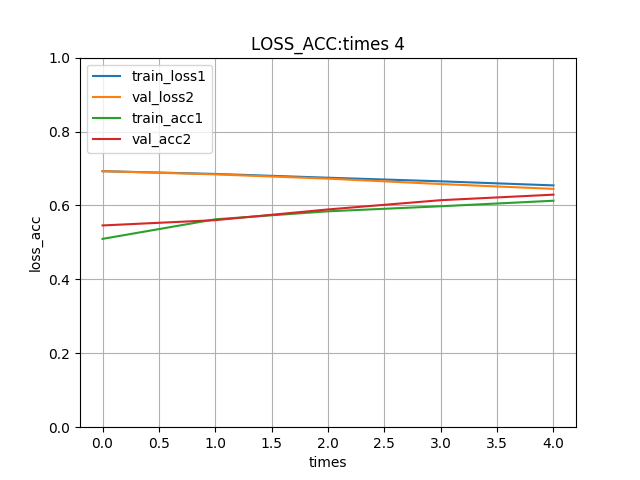 LOSS_ACC:times 4
1.0
0.8
0.6
0.4
0.2
0.0
loss_acc
train_loss1
val_loss2
train_acc1
val_acc2
0.0 0.5 1.0 1.5 2.0 2.5 3.0 3.5 4.0
times